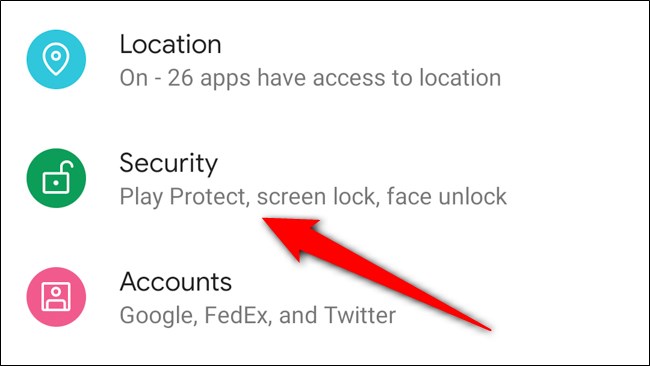 Location
On - 26 apps have access to location
Security
Play Protect, screen lock, face unlock
Accounts
Google, FedEx, and Twitter